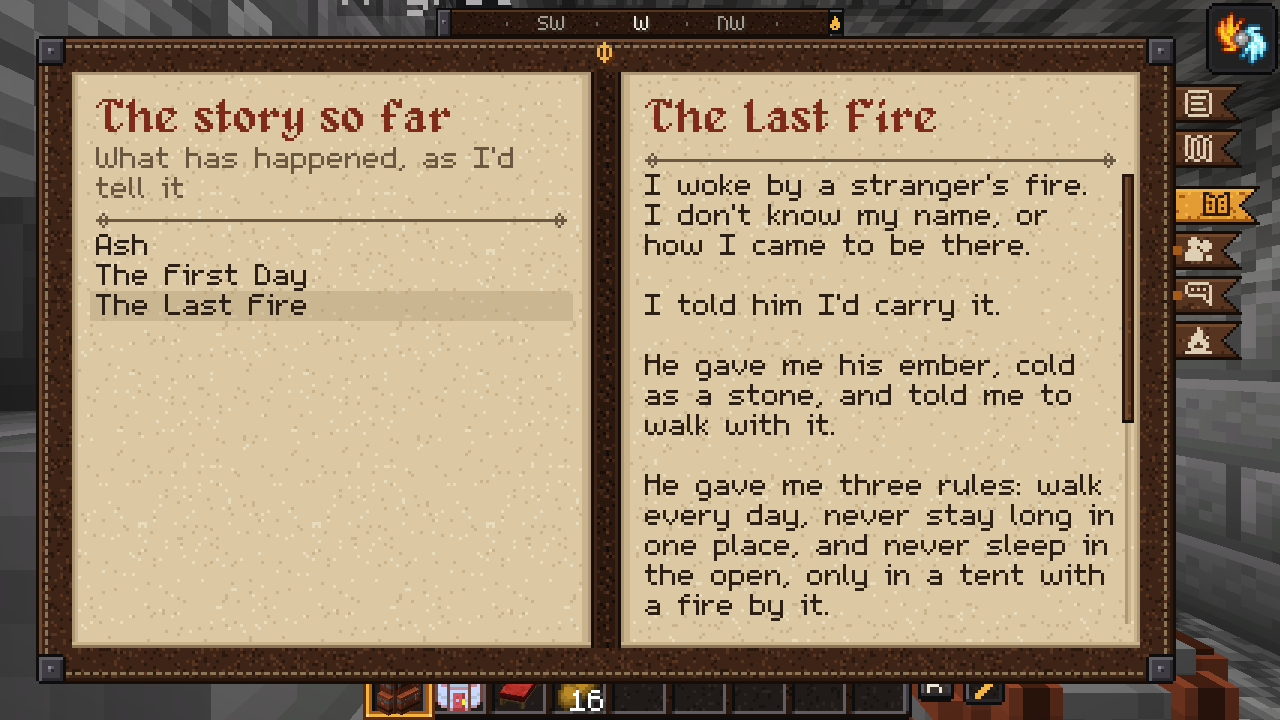 SW
W
NW
The story so far
What has happened, as I'd
tell it
Ash
The First Day
The Last Fire
The Last Fire
I woke by a stranger's fire.
I don't know my name, or
how I came to be there.
I told him I'd carry it.
He gave me his ember, cold
as a stone, and told me to
walk with it.
He gave me three rules: walk
every day, never stay long in
one place, and never sleep in
the open, only in a tent with
a fire by it.
16